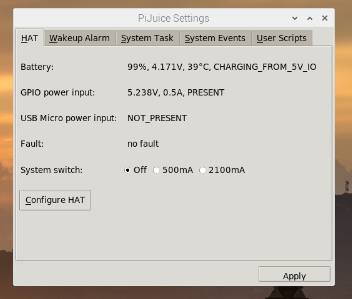 PiJuice Settings
HAT Wakeup Alarm System Task System Events User Scripts
Battery: 99%, 4.171V, 39°C, CHARGING_FROM_5V_IO
GPIO power input: 5.238V, 0.5A, PRESENT
USB Micro power input: NOT_PRESENT
Fault: no fault
System switch: Off 500mA 2100mA
Configure HAT
Apply